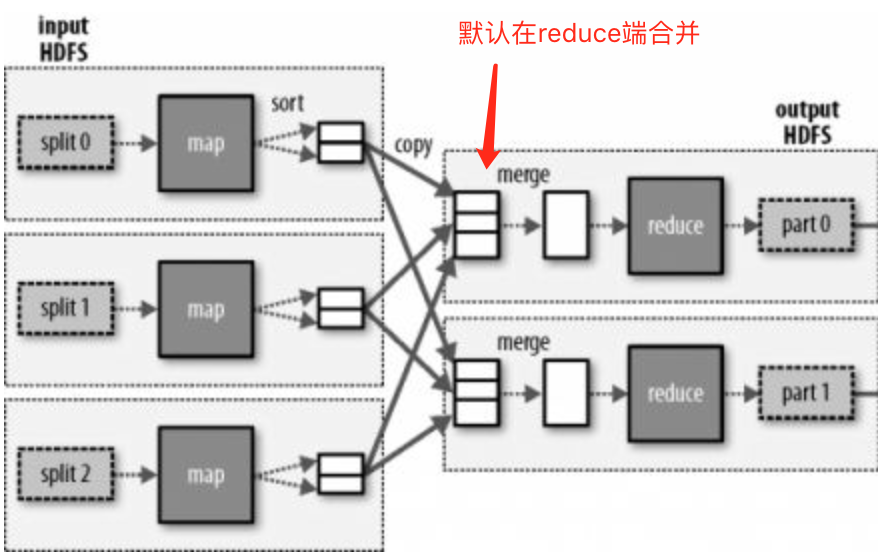 input
HDFS
默认在reduce端合并
sort
split 0
map
copy
output
HDFS
merge
reduce
part 0
split 1
map
merge
reduce
part 1
split 2
map